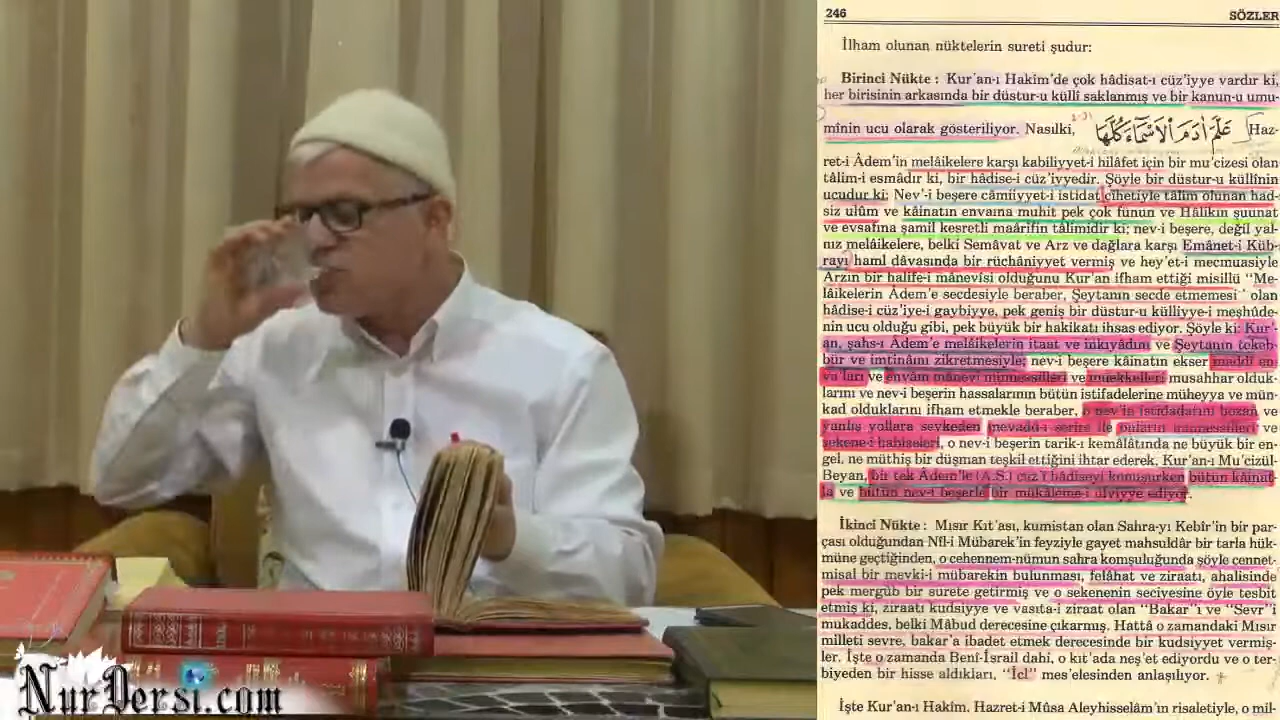 246
SÖZLER
İlham olunan nüktelerin sureti şudur:
Birinci Nükte : Kur'an-ı Hakîm'de çok hâdisat-ı cüz'iyye vardır ki,
her birisinin arkasında bir düstur-u küllî saklanmış ve bir kanun-u umu-
mînin ucu olarak gösteriliyor. Nasılki, عَلَّمَ اٰدَمَ الْاَسْمَٓاءَ كُلَّهَا Haz-
ret-i Âdem'in melâikelere karşı kabiliyyet-i hilâfet için bir mu'cizesi olan
tâlim-i esmâdır ki, bir hâdise-i cüz'iyyedir. Şöyle bir düstur-u küllînin
ucudur ki: Nev'-i beşere câmiiyyet-i istidat cihetiyle tâlim olunan had-
siz ulûm ve kâinatın envaına muhit pek çok fünun ve Hâlikın şuunat
ve evsafına şamil kesretli maârifin tâlimidir ki; nev-i beşere, değil yal-
nız melâikelere, belki Semâvat ve Arz ve dağlara karşı Emânet-i Küb-
rayı haml dâvasında bir rüchâniyyet vermiş ve hey'et-i mecmuasiyle
Arzın bir halife-i mânevîsi olduğunu Kur'an ifham ettiği misillü "Me-
lâikelerin Âdem'e secdesiyle beraber, Şeytanın secde etmemesi" olan
hâdise-i cüz'iye-i gaybiyye, pek geniş bir düstur-u külliyye-i meşhûde-
nin ucu olduğu gibi, pek büyük bir hakikatı ihsas ediyor. Şöyle ki: Kur'-
an, şahs-ı Âdem'e melâikelerin itaat ve inkıyâdını ve Şeytanın tekeb-
bür ve imtinâını zikretmesiyle; nev-i beşere kâinatın ekser maddî en-
va'ları ve envâın mânevî mümessilleri ve müekkelleri musahhar olduk-
larını ve nev-i beşerin hassalarının bütün istifadelerine müheyya ve mün-
kad olduklarını ifham etmekle beraber, o nev'in istidadarını bozan ve
yanlış yollara sevkeden mevadd-ı şerire ile onların mümessilleri ve
sekene-i habiseleri, o nev-i beşerin tarik-ı kemâlâtında ne büyük bir en-
gel, ne müthiş bir düşman teşkil ettiğini ihtar ederek, Kur'an-ı Mu'cizül-
Beyan, bir tek Âdem'le (A.S.) cüz'î hâdiseyi konuşurken bütün kâinat-
la ve bütün nev-i beşerle bir mükâleme-i ulviyye ediyor.
İkinci Nükte : Mısır Kıt'ası, kumistan olan Sahra-yı Kebîr'in bir par-
çası olduğundan Nîl-i Mübarek'in feyziyle gayet mahsuldâr bir tarla hük-
müne geçtiğinden, o cehennem-nümun sahra komşuluğunda şöyle cennet-
misal bir mevki-i mübarekin bulunması, felâhat ve ziraatı, ahalisinde
pek mergûb bir surete getirmiş ve o sekenenin seciyesine öyle tesbit
etmiş ki, ziraatı kudsiyye ve vasıta-i ziraat olan "Bakar"ı ve "Sevr"i
mukaddes, belki Mâbud derecesine çıkarmış. Hattâ o zamandaki Mısır
milleti sevre, bakar'a ibadet etmek derecesinde bir kudsiyyet vermiş-
ler. İşte o zamanda Benî-İsrail dahi, o kıt'ada neş'et ediyordu ve o ter-
biyeden bir hisse aldıkları, "İcl" mes'elesinden anlaşılıyor.
İşte Kur'an-ı Hakîm, Hazret-i Mûsa Aleyhisselâm'ın risaletiyle, o mil-
NurDersi.com